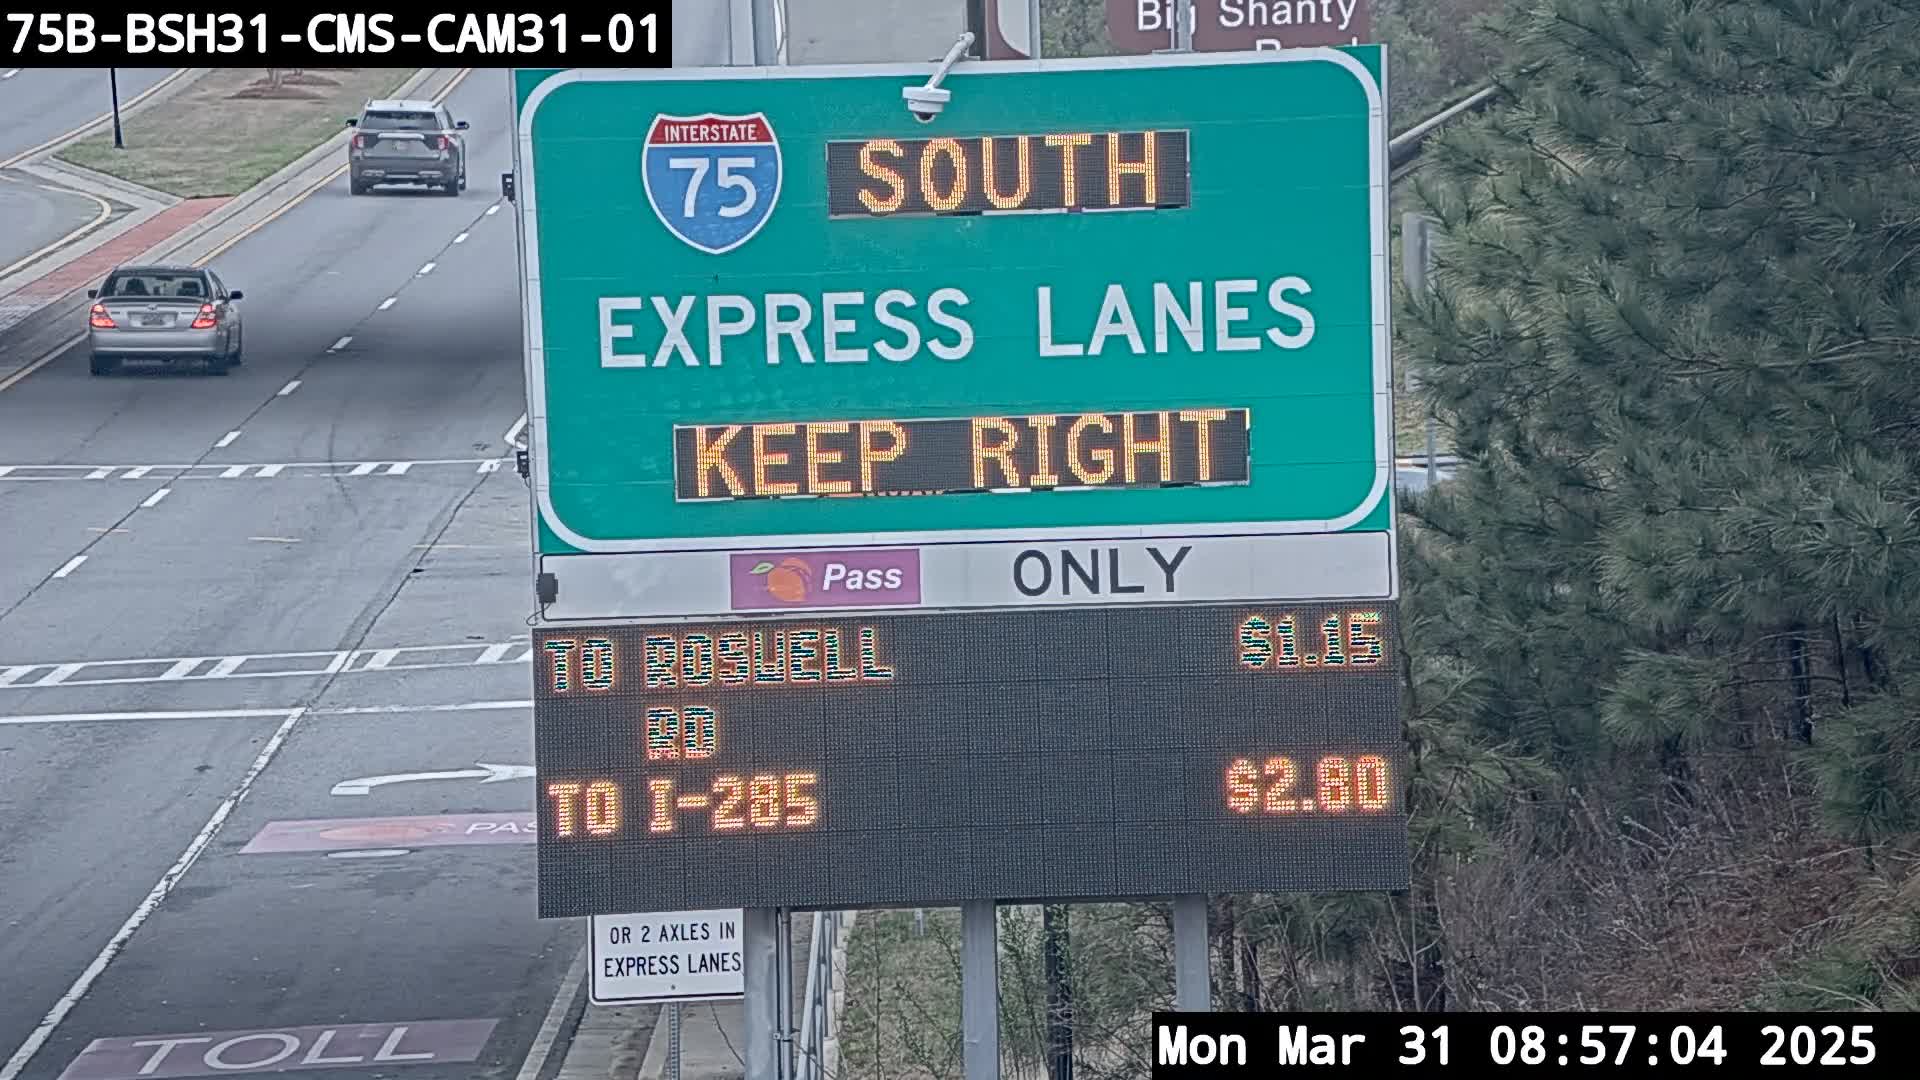 75B-BSH31-CMS-CAM31-01
Big Shanty
INTERSTATE
75
SOUTH
EXPRESS LANES
KEEP RIGHT
Pass
ONLY
TO ROSWELL $1.15
RD
TO I-285 $2.80
OR 2 AXLES IN
EXPRESS LANES
TOLL
Mon Mar 31 08:57:04 2025